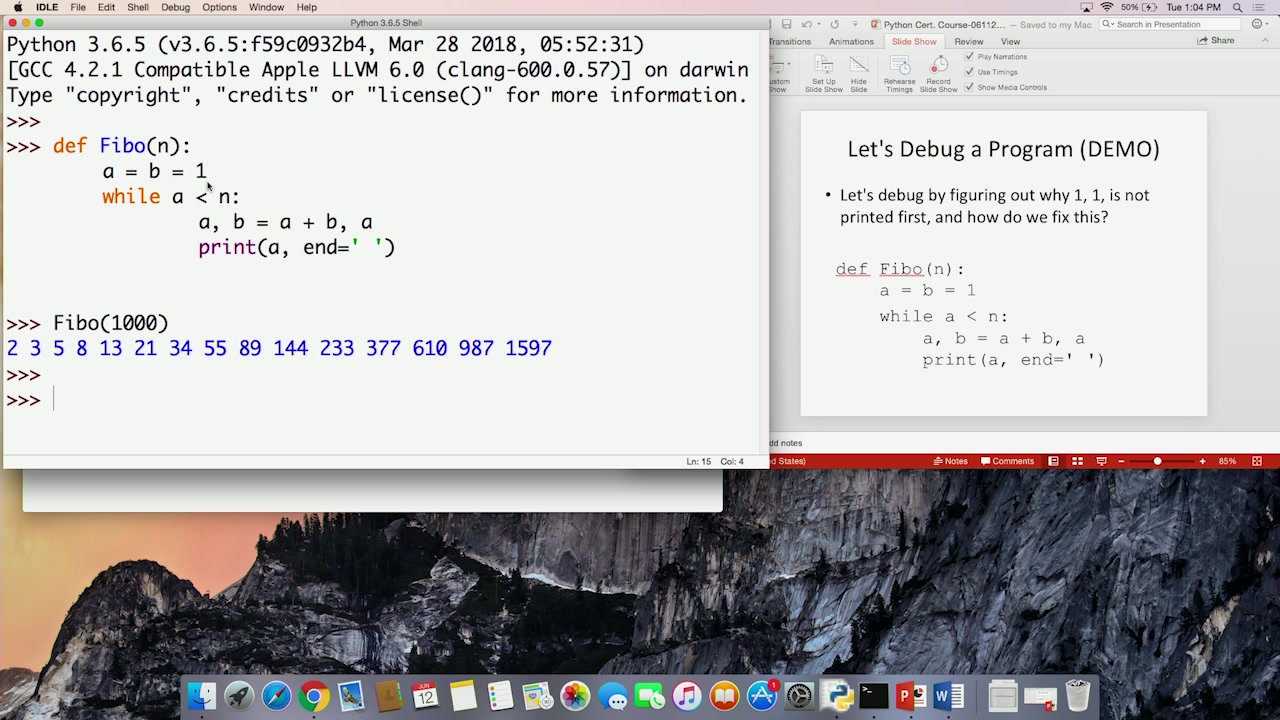 IDLE File Edit Shell Debug Options Window Help 50% Tue 1:04 PM
Python 3.6.5 Shell
Python 3.6.5 (v3.6.5:f59c0932b4, Mar 28 2018, 05:52:31)
[GCC 4.2.1 Compatible Apple LLVM 6.0 (clang-600.0.57)] on darwin
Type "copyright", "credits" or "license()" for more information.
>>>
>>> def Fibo(n):
a = b = 1
while a < n:
a, b = a + b, a
print(a, end=' ')
>>> Fibo(1000)
2 3 5 8 13 21 34 55 89 144 233 377 610 987 1597
>>>
>>>
Ln: 15 Col: 4
Python Cert. Course-06112... — Saved to my Mac
Search in Presentation
ransitions Animations Slide Show Review View Share
ustom Show
Set Up Slide Show
Hide Slide
Rehearse Timings
Record Slide Show
Play Narrations
Use Timings
Show Media Controls
Let's Debug a Program (DEMO)
• Let's debug by figuring out why 1, 1, is not
printed first, and how do we fix this?
def Fibo(n):
a = b = 1
while a < n:
a, b = a + b, a
print(a, end=' ')
dd notes
d States) Notes Comments 85%
JUN
12
1
P W